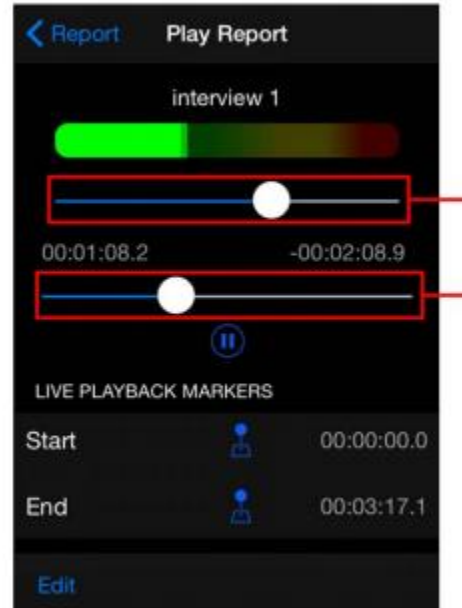 Report Play Report
interview 1
00:01:08.2 -00:02:08.9
LIVE PLAYBACK MARKERS
Start 00:00:00.0
End 00:03:17.1
Edit